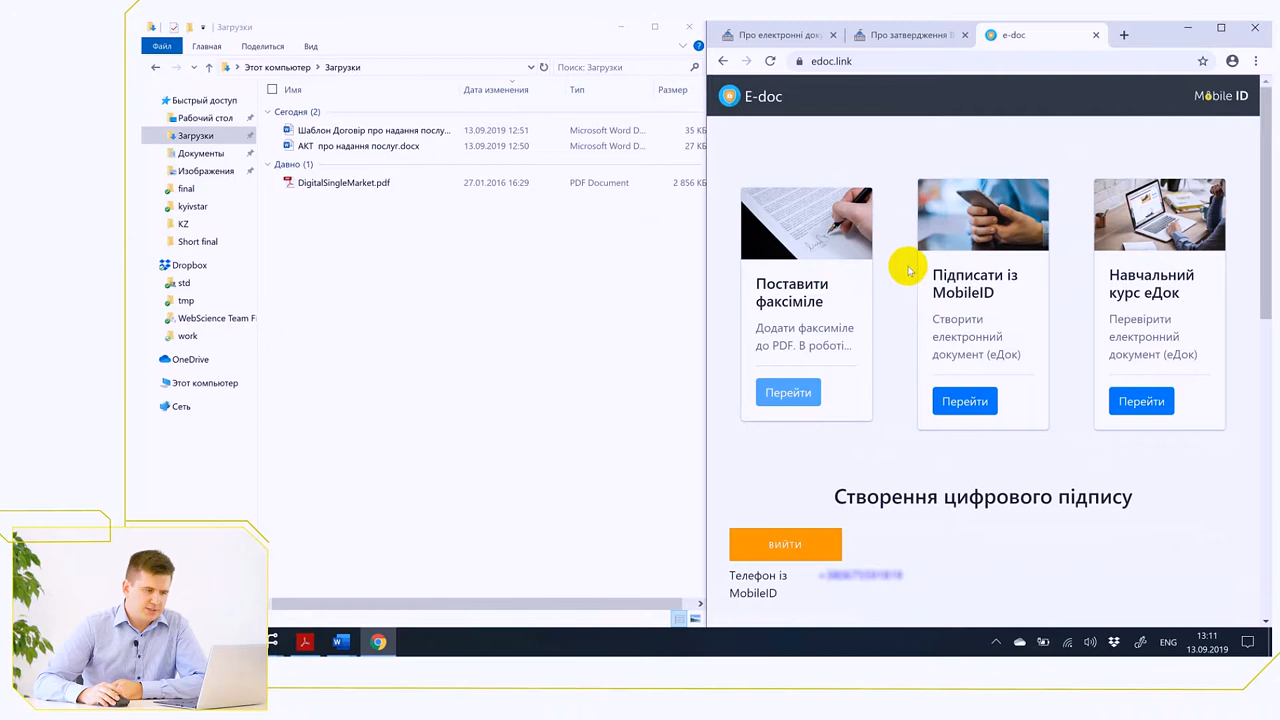 Загрузки
Файл
Главная
Поделиться
Вид
Этот компьютер
Загрузки
Поиск: Загрузки
Имя
Дата изменения
Тип
Размер
Быстрый доступ
Рабочий стол
Загрузки
Документы
Изображения
final
kyivstar
KZ
Short final
Dropbox
std
tmp
WebScience Team Fi
work
OneDrive
Этот компьютер
Сеть
Сегодня (2)
Шаблон Договір про надання послу... 13.09.2019 12:51 Microsoft Word D... 35 КБ
АКТ про надання послуг.docx 13.09.2019 12:50 Microsoft Word D... 27 КБ
Давно (1)
DigitalSingleMarket.pdf 27.01.2016 16:29 PDF Document 2 856 КБ
Про електронні доку
Про затвердження В
e-doc
edoc.link
E-doc
Mobile ID
Поставити
факсіміле
Додати факсимиле
до PDF. В роботі...
Перейти
Підписати із
MobileID
Створити
електронний
документ (еДок)
Перейти
Навчальний
курс еДок
Перевірити
електронний
документ (еДок)
Перейти
Створення цифрового підпису
ВИЙТИ
Телефон із
MobileID
ENG
13:11
13.09.2019